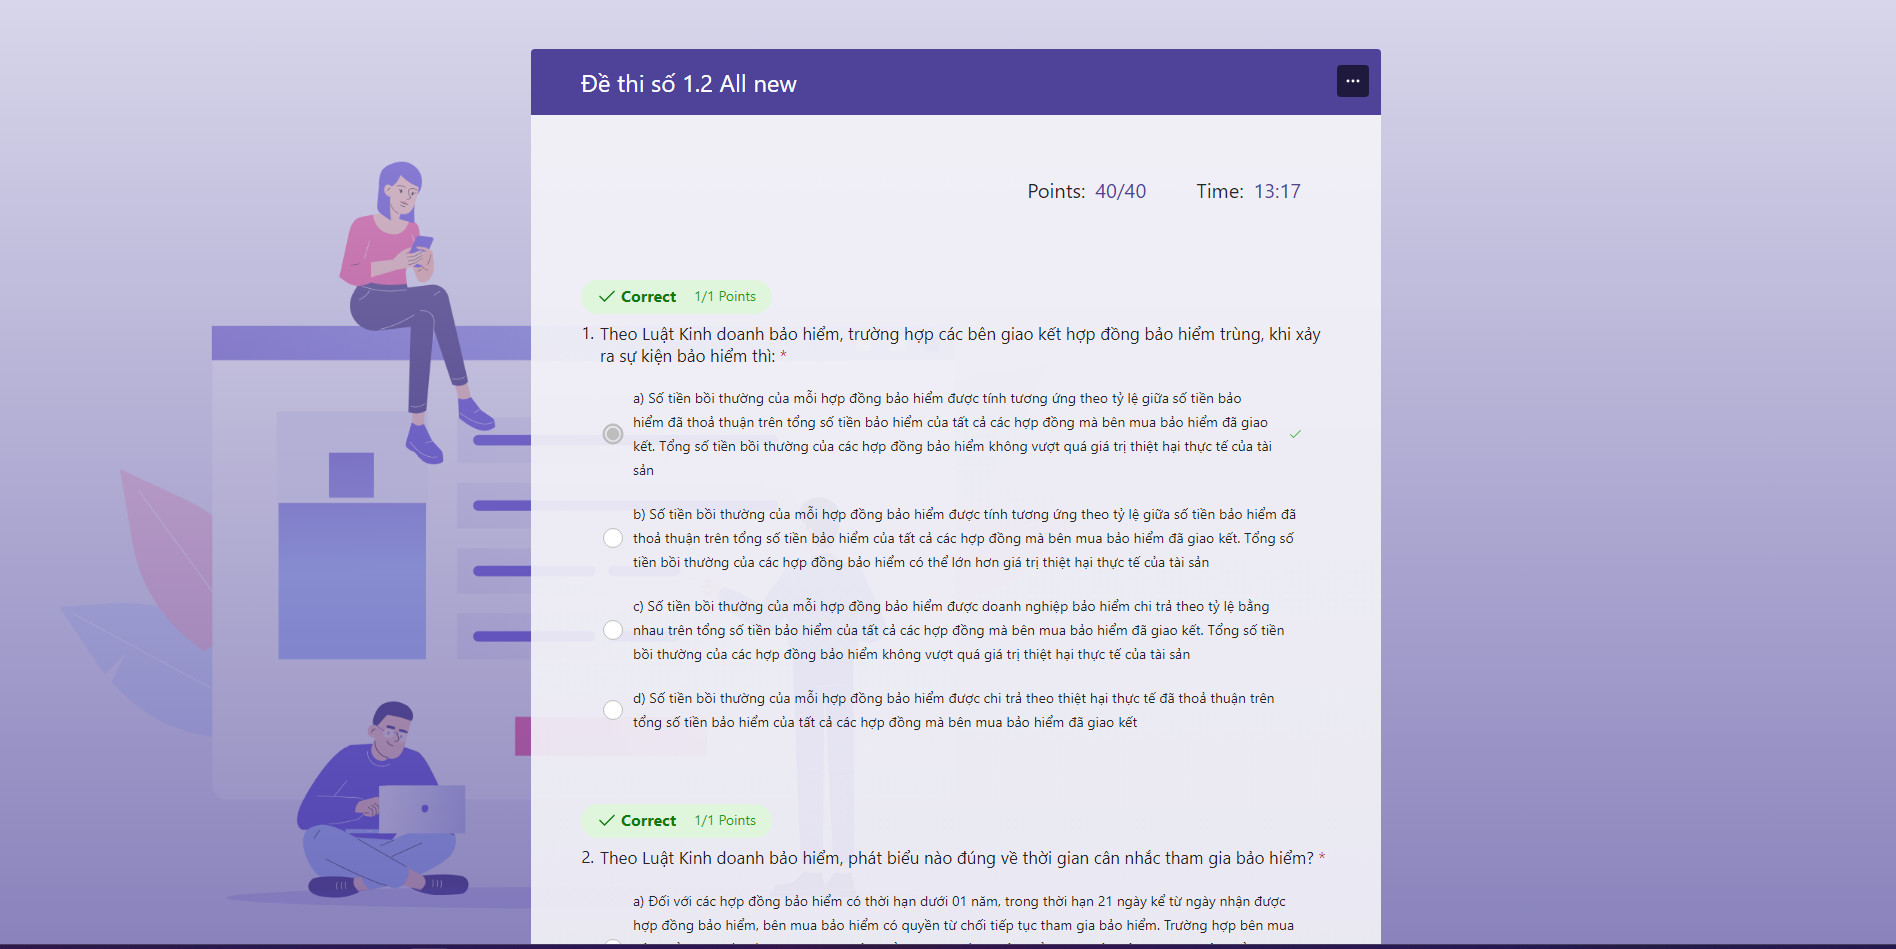 Đề thi số 1.2 All new
Points: 40/40 Time: 13:17
Correct 1/1 Points
1. Theo Luật Kinh doanh bảo hiểm, trường hợp các bên giao kết hợp đồng bảo hiểm trùng, khi xảy
ra sự kiện bảo hiểm thì: *
a) Số tiền bồi thường của mỗi hợp đồng bảo hiểm được tính tương ứng theo tỷ lệ giữa số tiền bảo
hiểm đã thoả thuận trên tổng số tiền bảo hiểm của tất cả các hợp đồng mà bên mua bảo hiểm đã giao
kết. Tổng số tiền bồi thường của các hợp đồng bảo hiểm không vượt quá giá trị thiệt hại thực tế của tài
sản
b) Số tiền bồi thường của mỗi hợp đồng bảo hiểm được tính tương ứng theo tỷ lệ giữa số tiền bảo hiểm đã
thoả thuận trên tổng số tiền bảo hiểm của tất cả các hợp đồng mà bên mua bảo hiểm đã giao kết. Tổng số
tiền bồi thường của các hợp đồng bảo hiểm có thể lớn hơn giá trị thiệt hại thực tế của tài sản
c) Số tiền bồi thường của mỗi hợp đồng bảo hiểm được doanh nghiệp bảo hiểm chi trả theo tỷ lệ bằng
nhau trên tổng số tiền bảo hiểm của tất cả các hợp đồng mà bên mua bảo hiểm đã giao kết. Tổng số tiền
bồi thường của các hợp đồng bảo hiểm không vượt quá giá trị thiệt hại thực tế của tài sản
d) Số tiền bồi thường của mỗi hợp đồng bảo hiểm được chi trả theo thiệt hại thực tế đã thoả thuận trên
tổng số tiền bảo hiểm của tất cả các hợp đồng mà bên mua bảo hiểm đã giao kết
Correct 1/1 Points
2. Theo Luật Kinh doanh bảo hiểm, phát biểu nào đúng về thời gian cân nhắc tham gia bảo hiểm? *
a) Đối với các hợp đồng bảo hiểm có thời hạn dưới 01 năm, trong thời hạn 21 ngày kể từ ngày nhận được
hợp đồng bảo hiểm, bên mua bảo hiểm có quyền từ chối tiếp tục tham gia bảo hiểm. Trường hợp bên mua